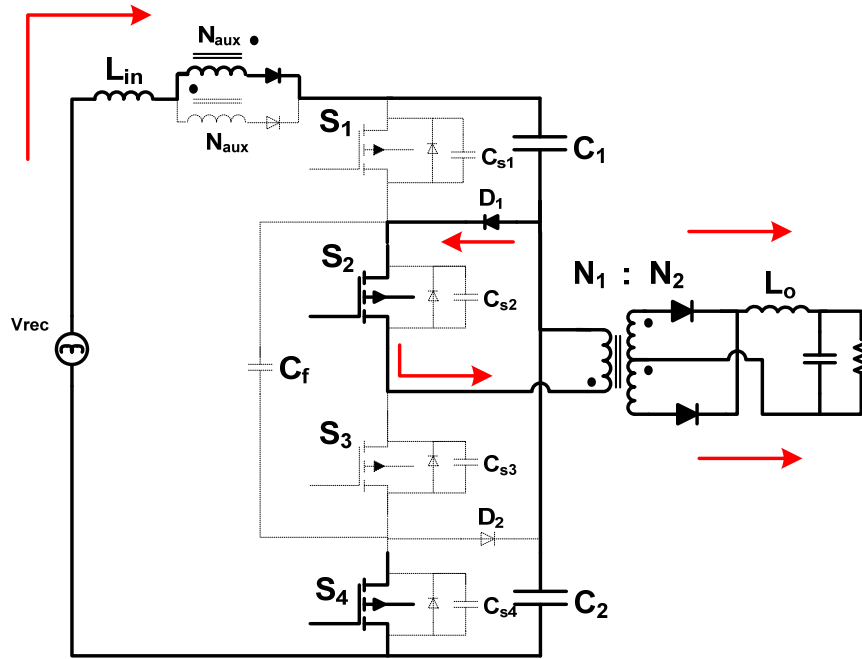 Naux
Lin
Naux
S1
Cs1
C1
D1
S2
Cs2
N1 : N2
Lo
Vrec
Cf
S3
Cs3
D2
S4
Cs4
C2